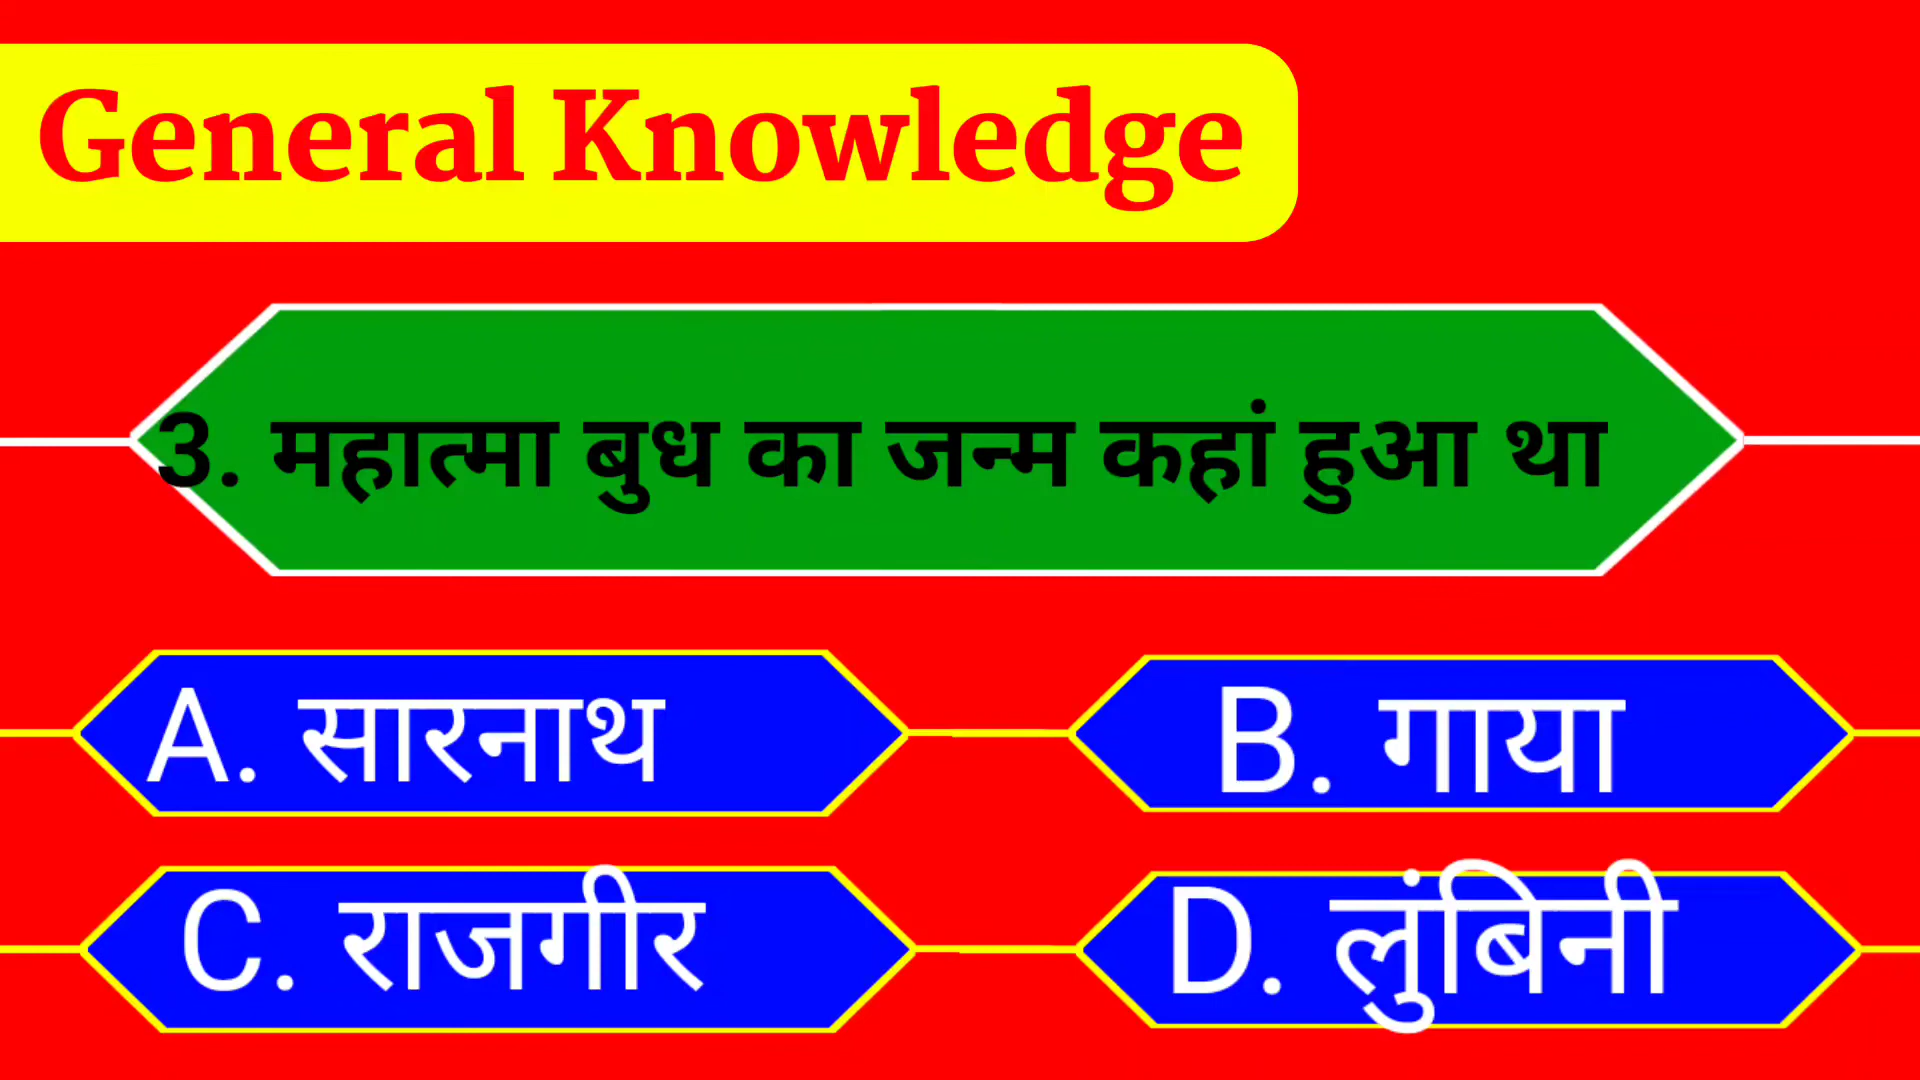 General Knowledge
3. महात्मा बुध का जन्म कहां हुआ था
A. सारनाथ
B. गाया
C. राजगीर
D. लुंबिनी